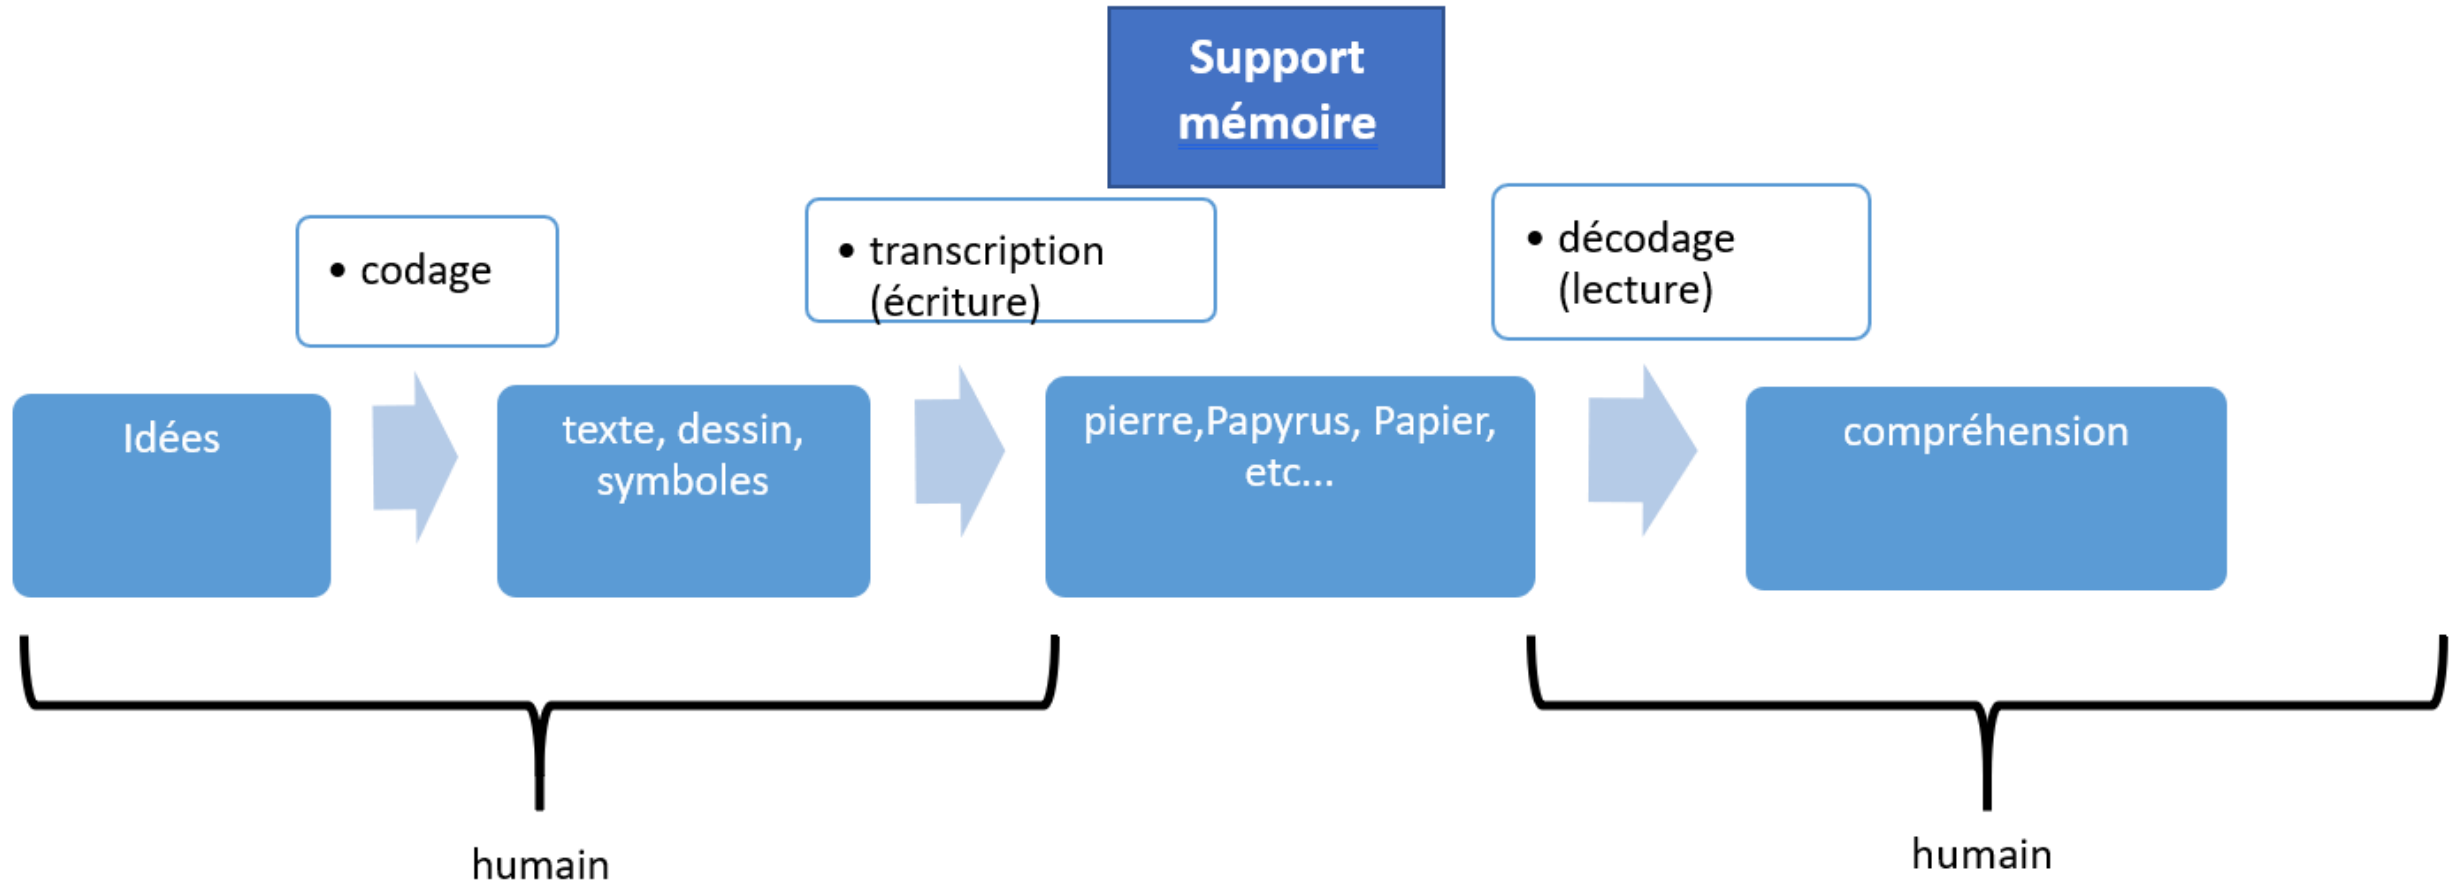 Support
mémoire
• codage
• transcription
(écriture)
• décodage
(lecture)
Idées
texte, dessin,
symboles
pierre,Papyrus, Papier,
etc...
compréhension
humain
humain